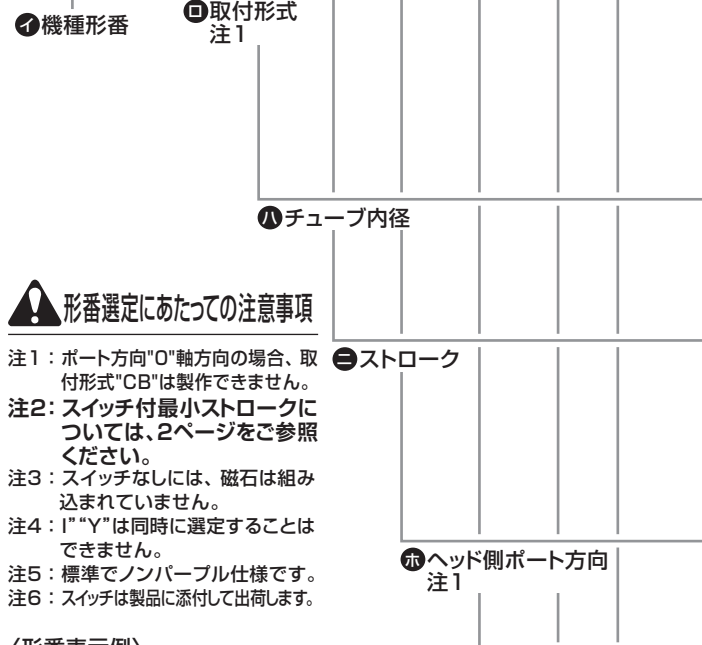 イ機種形番
ロ取付形式
注1
ハチューブ内径
形番選定にあたっての注意事項
注1：ポート方向"0"軸方向の場合、取
付形式"CB"は製作できません。
注2：スイッチ付最小ストロークに
ついては、2ページをご参照
ください。
注3：スイッチなしには、磁石は組み
込まれていません。
注4：I”“Y”は同時に選定することは
できません。
注5：標準でノンパープル仕様です。
注6：スイッチは製品に添付して出荷します。
ニストローク
ホヘッド側ポート方向
注1
〈形番表示例〉